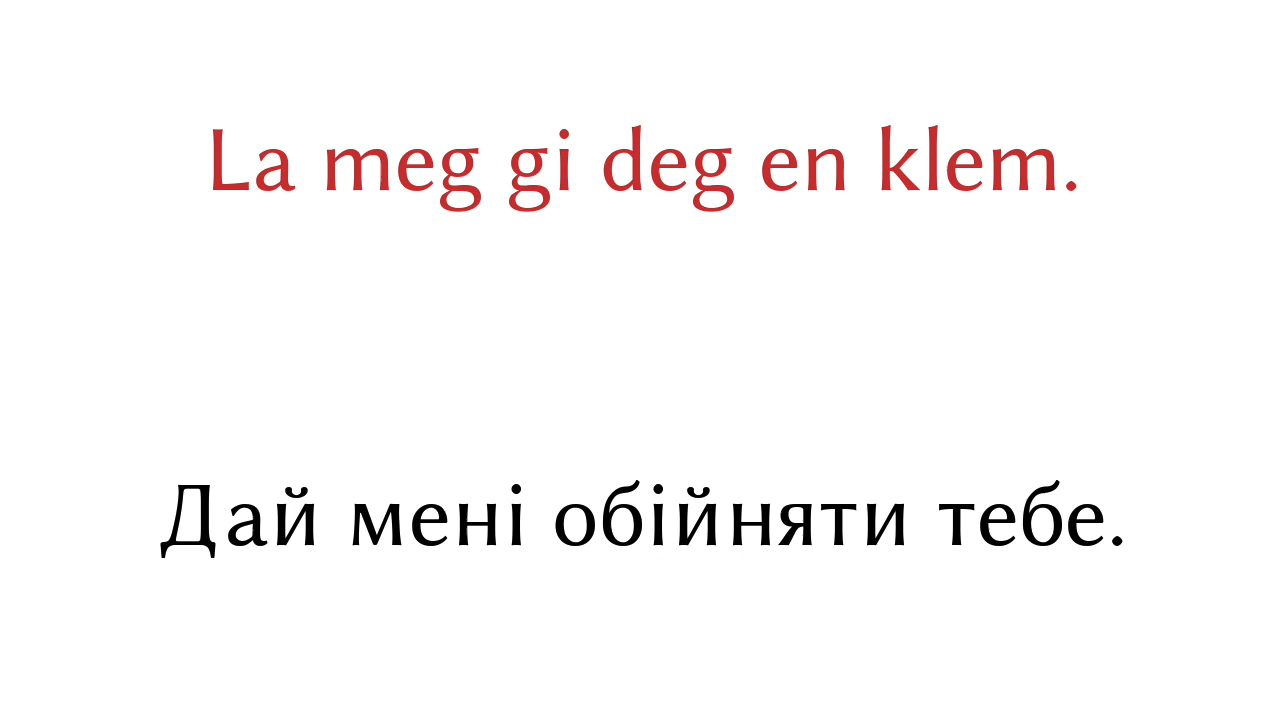 La meg gi deg en klem.
Дай мені обійняти тебе.